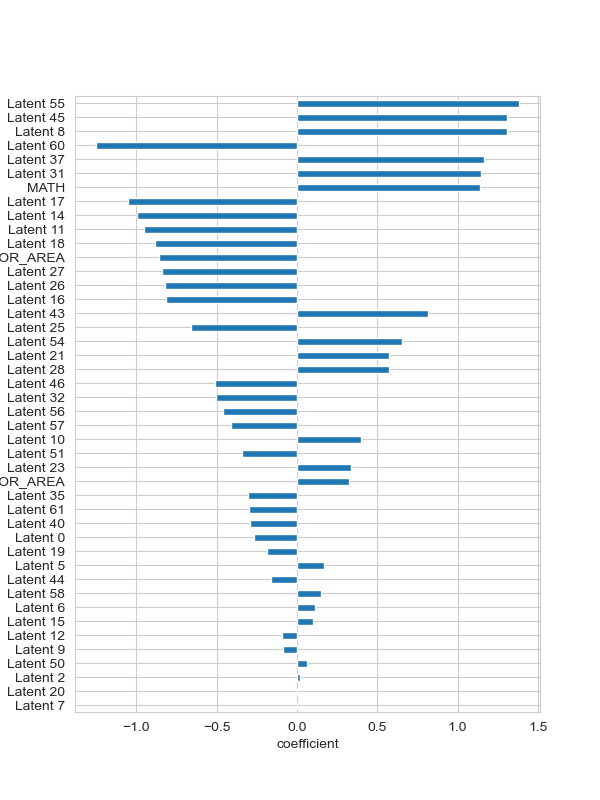 Latent 55
Latent 45
Latent 8
Latent 60
Latent 37
Latent 31
MATH
Latent 17
Latent 14
Latent 11
Latent 18
OR_AREA
Latent 27
Latent 26
Latent 16
Latent 43
Latent 25
Latent 54
Latent 21
Latent 28
Latent 46
Latent 32
Latent 56
Latent 57
Latent 10
Latent 51
Latent 23
OR_AREA
Latent 35
Latent 61
Latent 40
Latent 0
Latent 19
Latent 5
Latent 44
Latent 58
Latent 6
Latent 15
Latent 12
Latent 9
Latent 50
Latent 2
Latent 20
Latent 7
−1.0 −0.5 0.0 0.5 1.0 1.5
coefficient